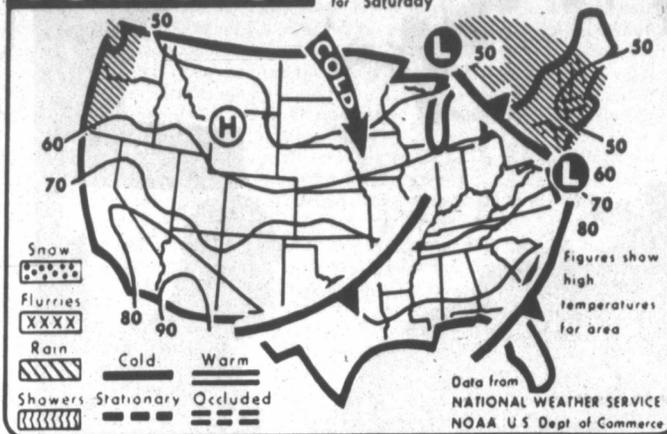 for Saturday
50
COLD
L
50
50
H
60
50
70
L
60
70
80
Snow
Flurries
XXXX
Rain
Showers
80
90
Cold
Warm
Stationary
Occluded
Figures show
high
temperatures
for area
Data from
NATIONAL WEATHER SERVICE
NOAA U S Dept of Commerce